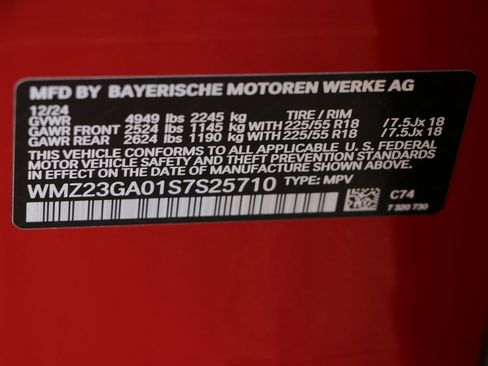 MFD BY BAYERISCHE MOTOREN WERKE AG
12/24
GVWR 4949 lbs 2245 kg TIRE / RIM
GAWR FRONT 2524 lbs 1145 kg WITH 225/55 R18 /7.5Jx 18
GAWR REAR 2624 lbs 1190 kg WITH 225/55 R18 /7.5Jx 18
THIS VEHICLE CONFORMS TO ALL APPLICABLE U. S. FEDERAL
MOTOR VEHICLE SAFETY AND THEFT PREVENTION STANDARDS
IN EFFECT ON THE DATE OF MANUFACTURE SHOWN ABOVE.
WMZ23GA01S7S25710 TYPE: MPV
C74
7 320 730